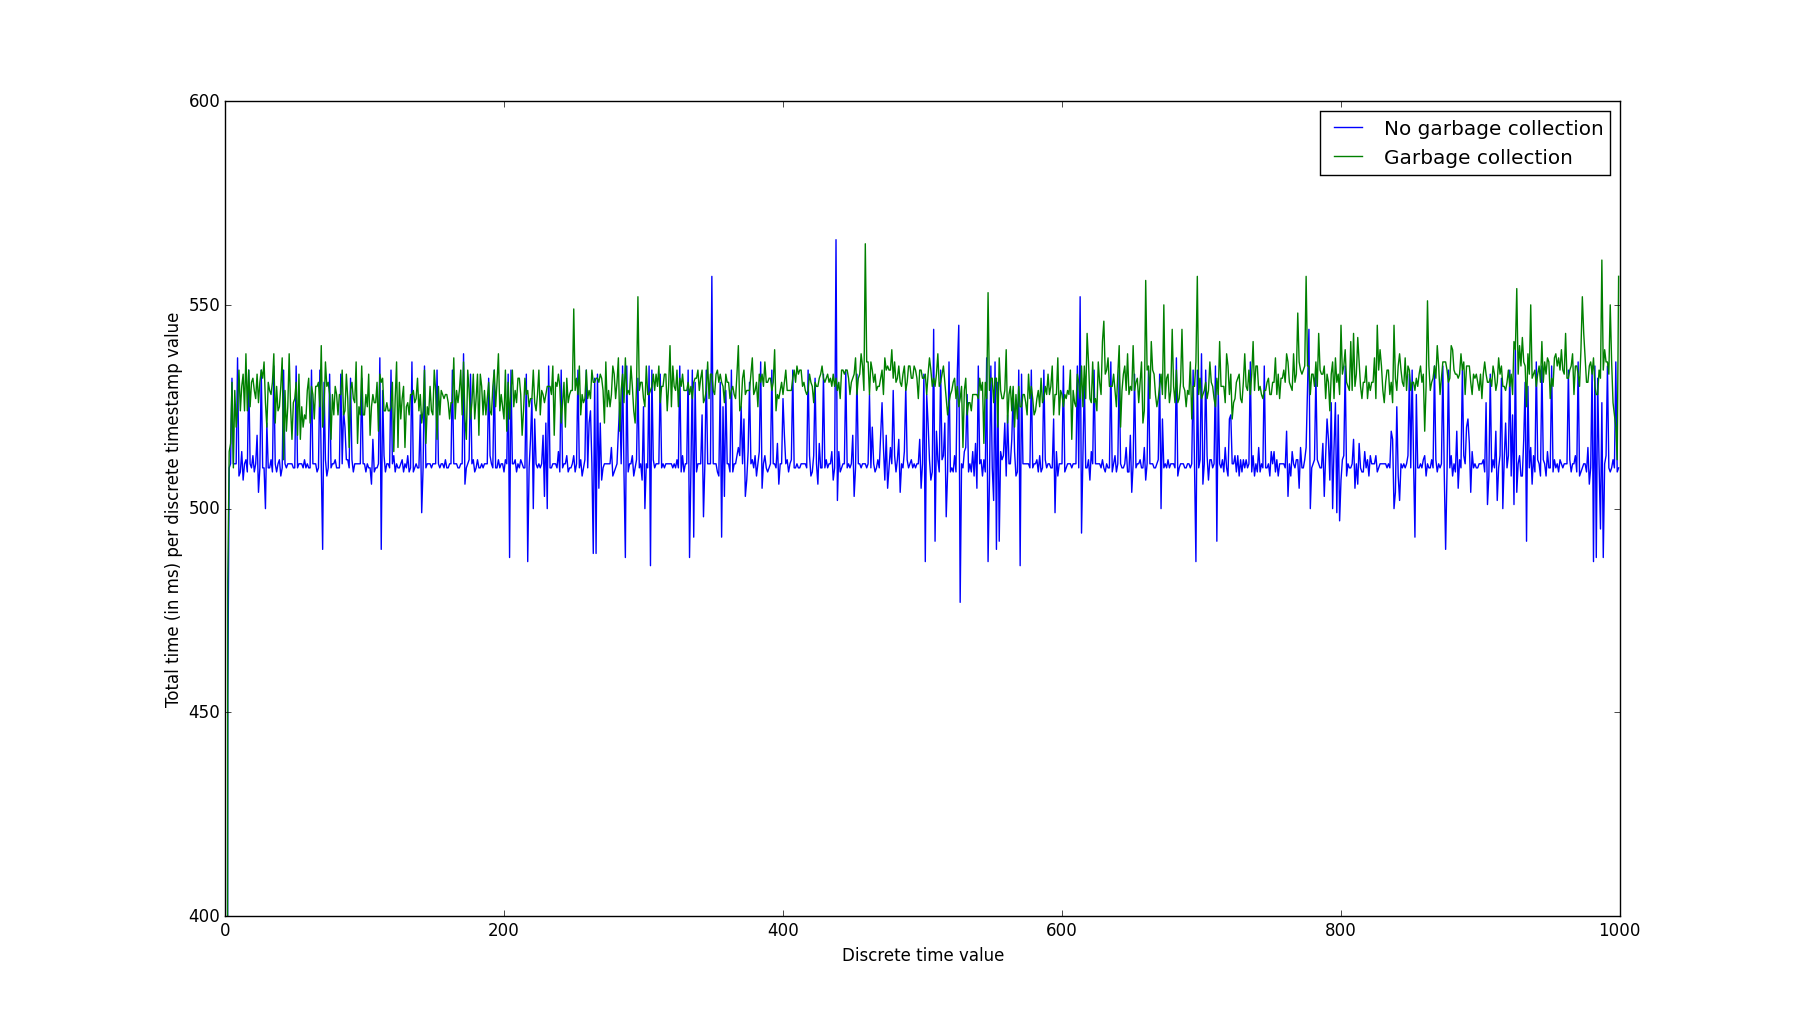 600
550
500
450
400
0
200
400
600
800
1000
Total time (in ms) per discrete timestamp value
Discrete time value
No garbage collection
Garbage collection